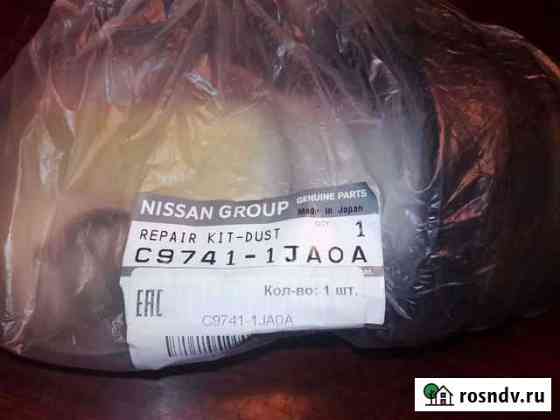 NISSAN GROUP
GENUINE PARTS
Made in Japan
REPAIR KIT-DUST
QTY 1
C9741-1JA0A
EAC
Кол-во: 1 шт.
C9741-1JA0A
rosndv.ru